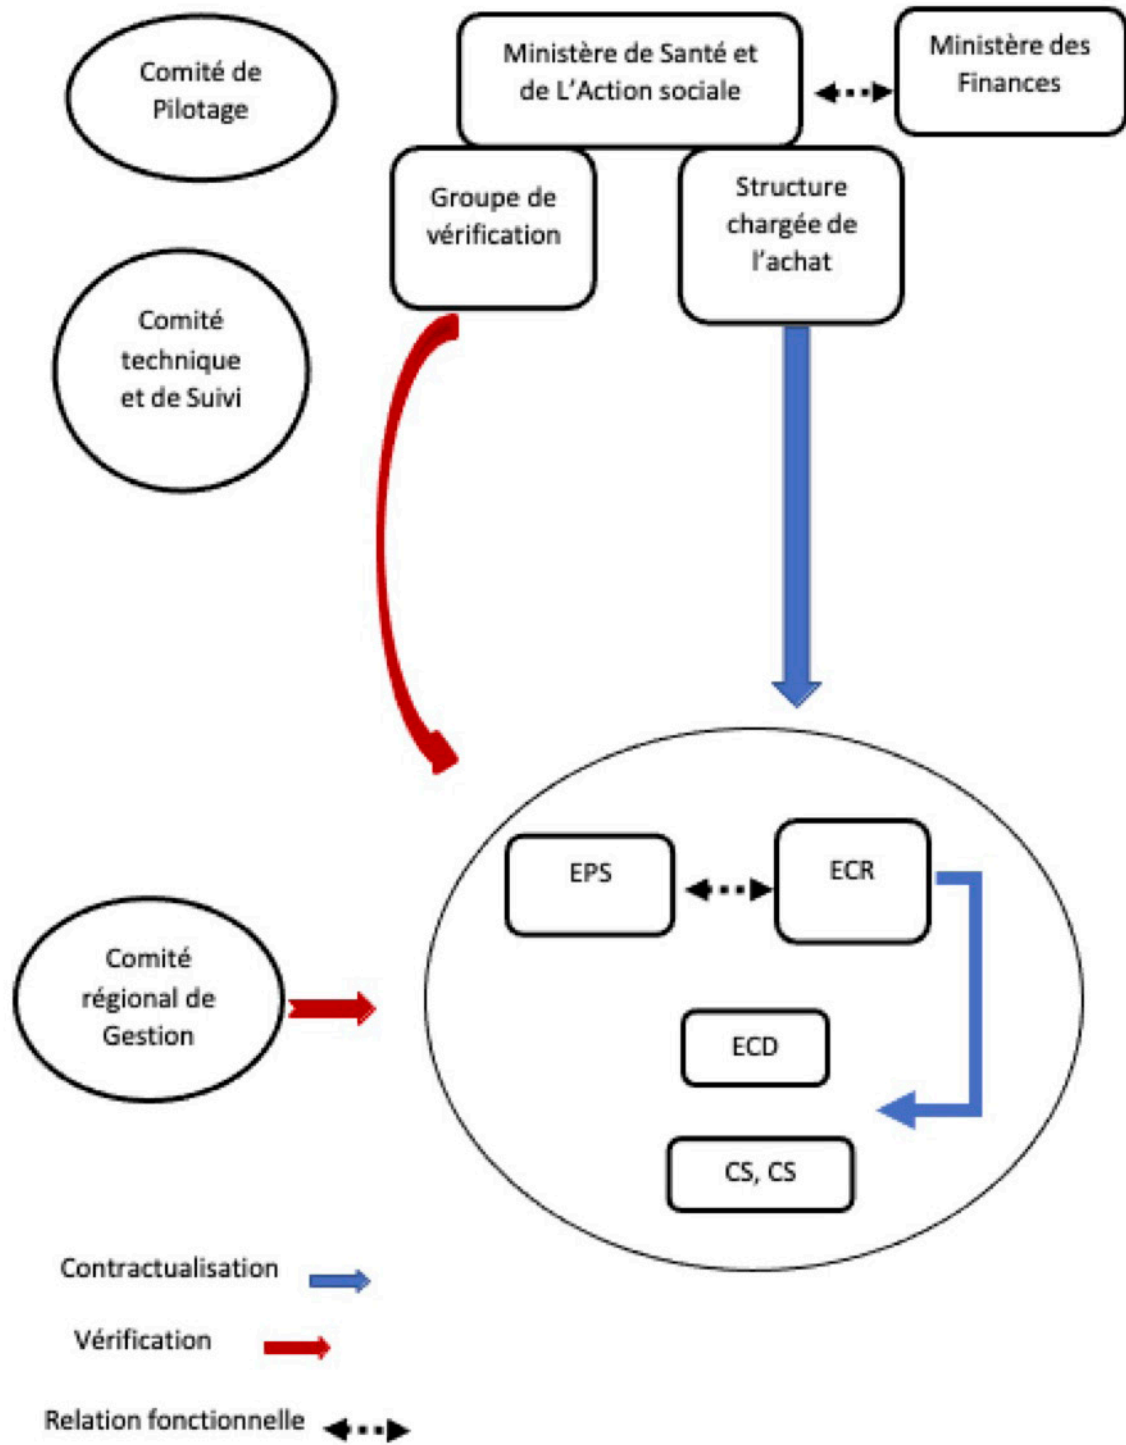 Comité de
Pilotage
Ministère de Santé et
de L'Action sociale
Ministère des
Finances
Groupe de
vérification
Structure
chargée de
l'achat
Comité
technique
et de Suivi
EPS
ECR
Comité
régional de
Gestion
ECD
CS, CS
Contractualisation
Vérification
Relation fonctionnelle